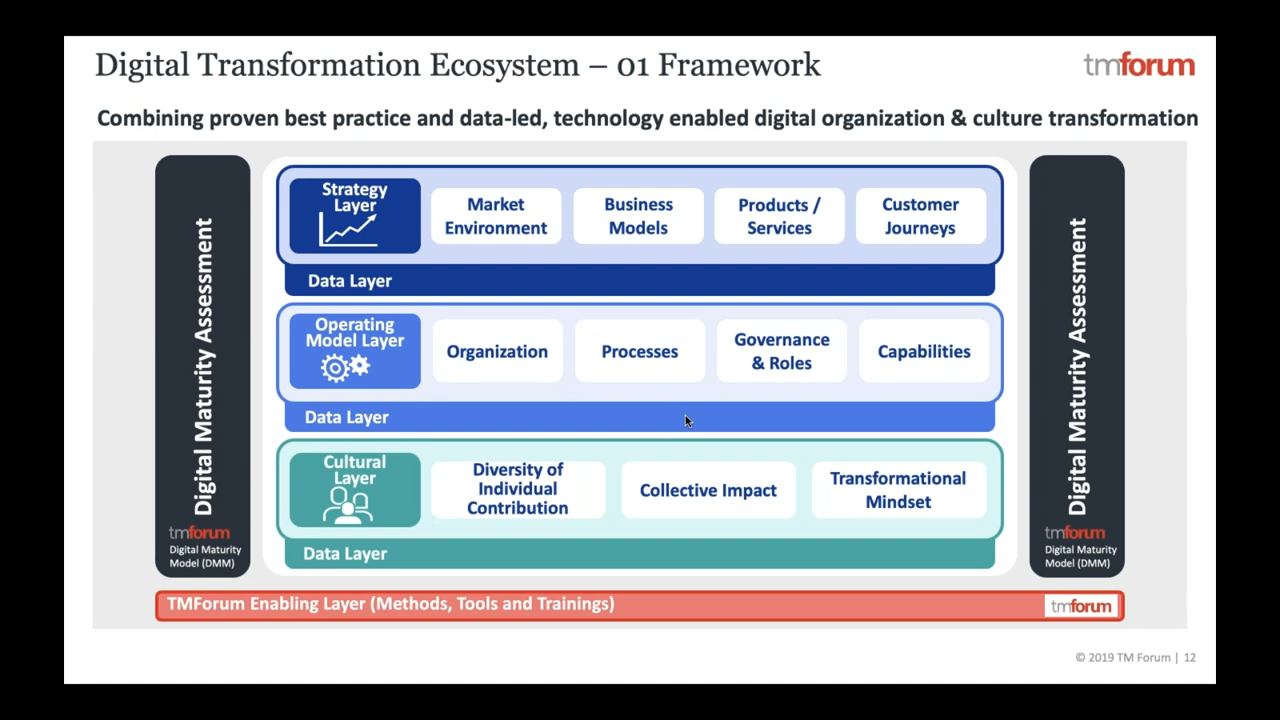 Digital Transformation Ecosystem – 01 Framework
tmforum
Combining proven best practice and data-led, technology enabled digital organization & culture transformation
Digital Maturity Assessment
tmforum
Digital Maturity
Model (DMM)
Strategy
Layer
Market
Environment
Business
Models
Products /
Services
Customer
Journeys
Data Layer
Operating
Model Layer
Organization
Processes
Governance
& Roles
Capabilities
Data Layer
Cultural
Layer
Diversity of
Individual
Contribution
Collective Impact
Transformational
Mindset
Data Layer
Digital Maturity Assessment
tmforum
Digital Maturity
Model (DMM)
TMForum Enabling Layer (Methods, Tools and Trainings)
tmforum
© 2019 TM Forum | 12